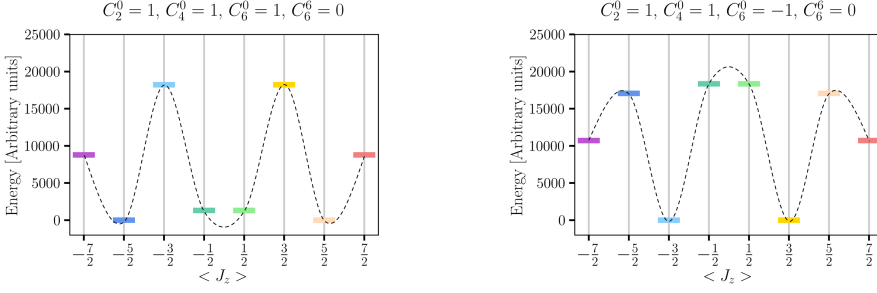 C_2^0 = 1, C_4^0 = 1, C_6^0 = 1, C_6^6 = 0
25000
20000
15000
10000
5000
0
Energy [Arbitrary units]
−7/2 −5/2 −3/2 −1/2 1/2 3/2 5/2 7/2
< J_z >
C_2^0 = 1, C_4^0 = 1, C_6^0 = −1, C_6^6 = 0
25000
20000
15000
10000
5000
0
Energy [Arbitrary units]
−7/2 −5/2 −3/2 −1/2 1/2 3/2 5/2 7/2
< J_z >